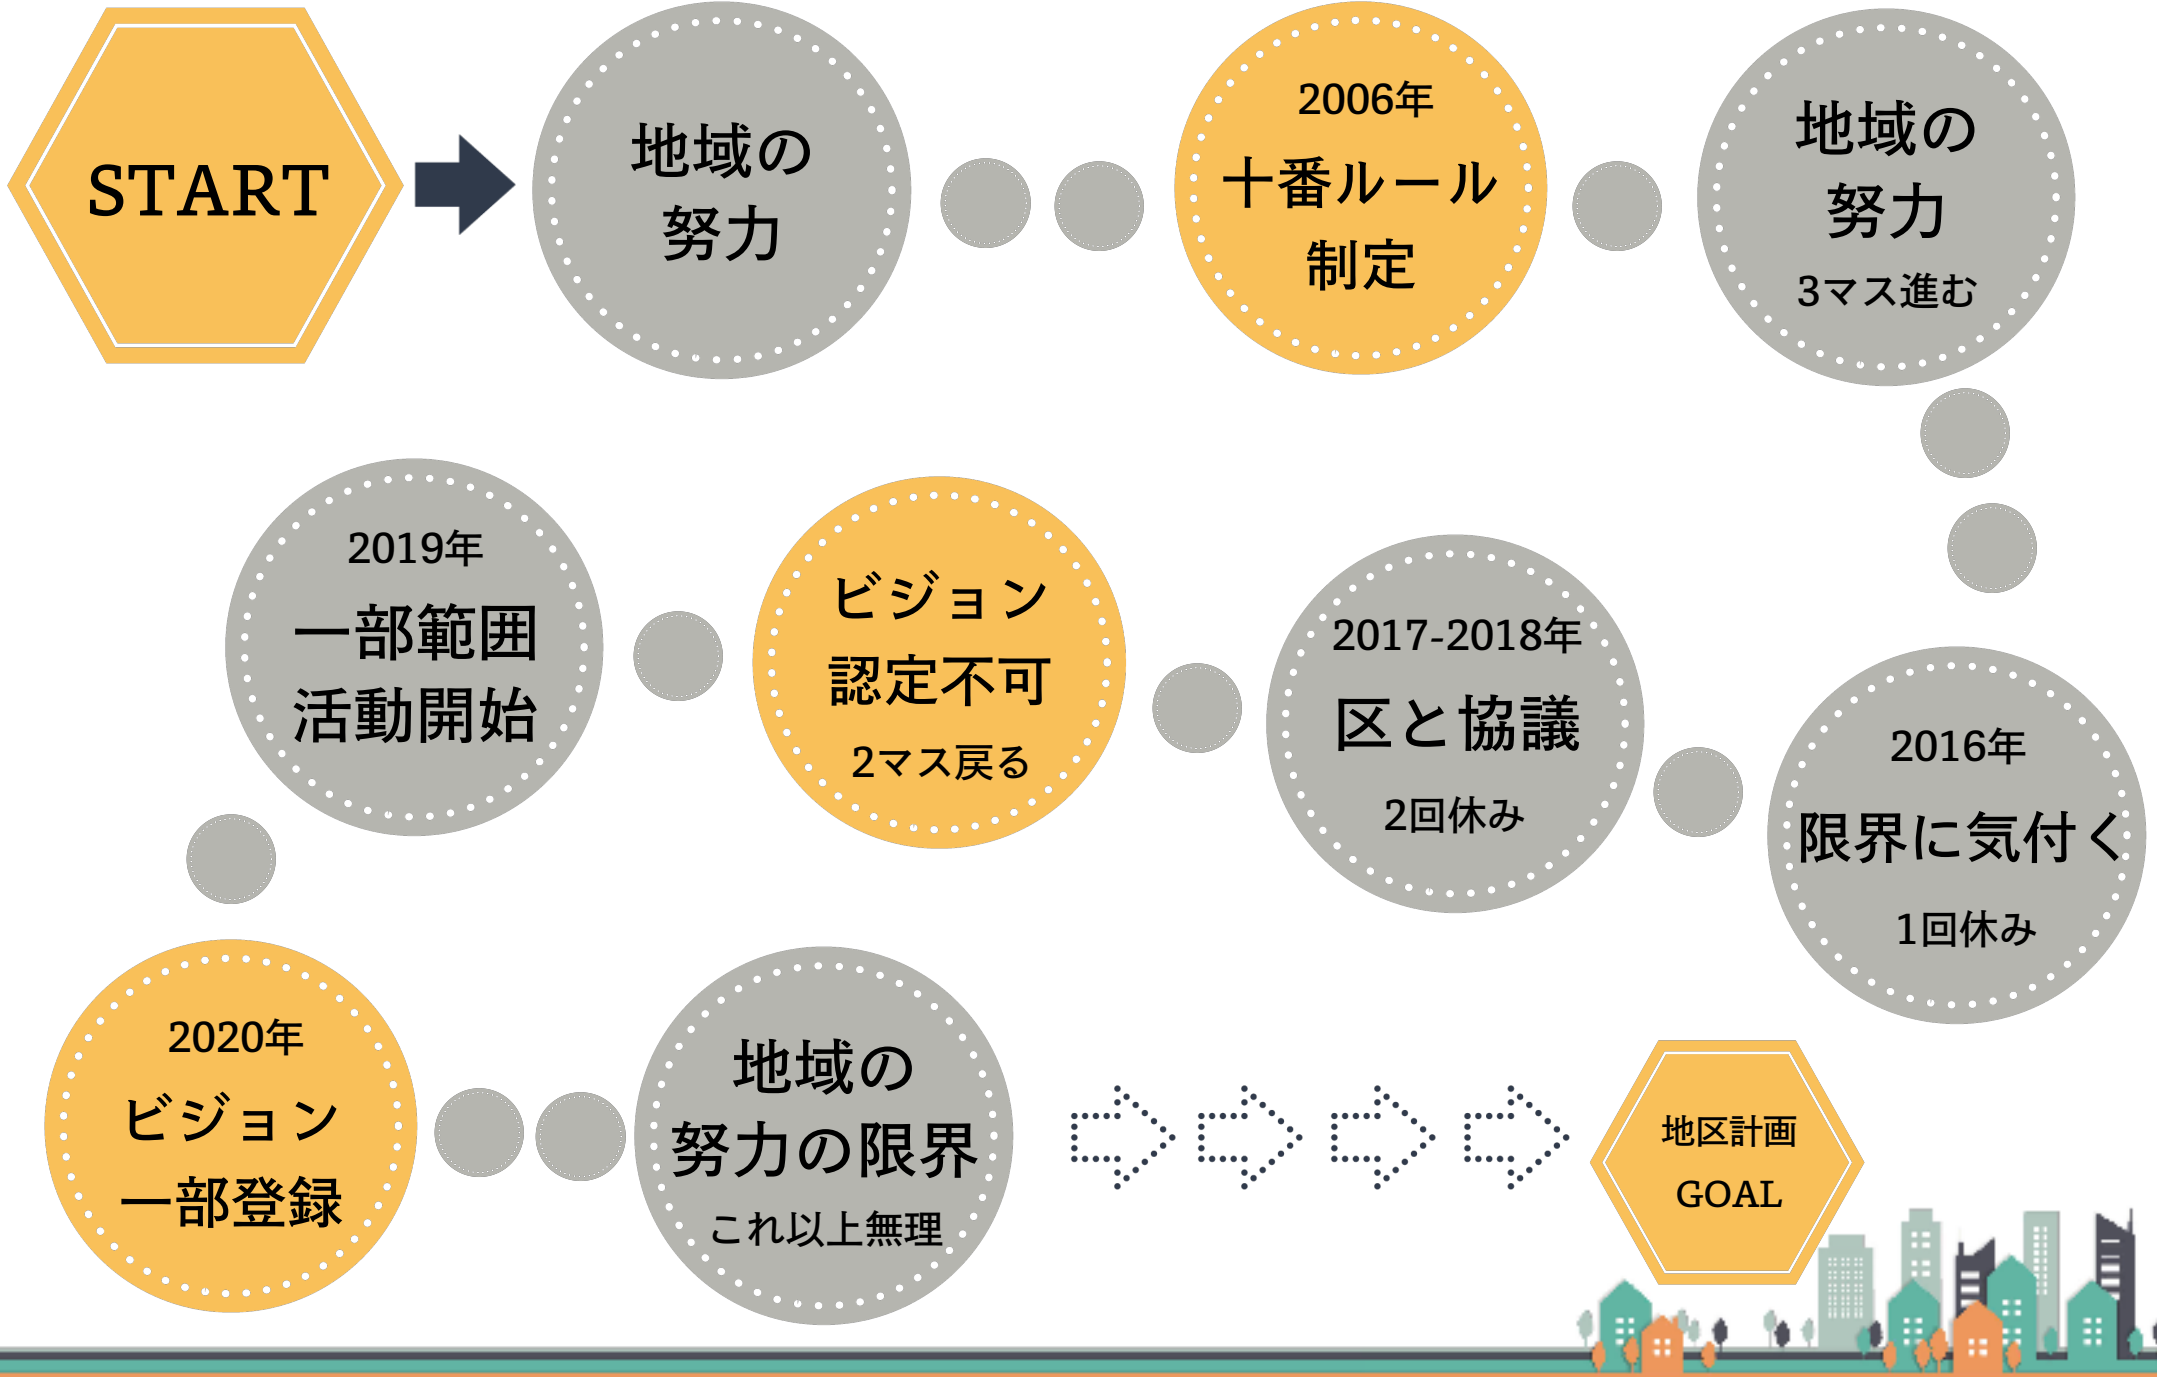 START
地域の
努力
2006年
十番ルール
制定
地域の
努力
3マス進む
2016年
限界に気付く
1回休み
2017-2018年
区と協議
2回休み
ビジョン
認定不可
2マス戻る
2019年
一部範囲
活動開始
2020年
ビジョン
一部登録
地域の
努力の限界
これ以上無理
地区計画
GOAL